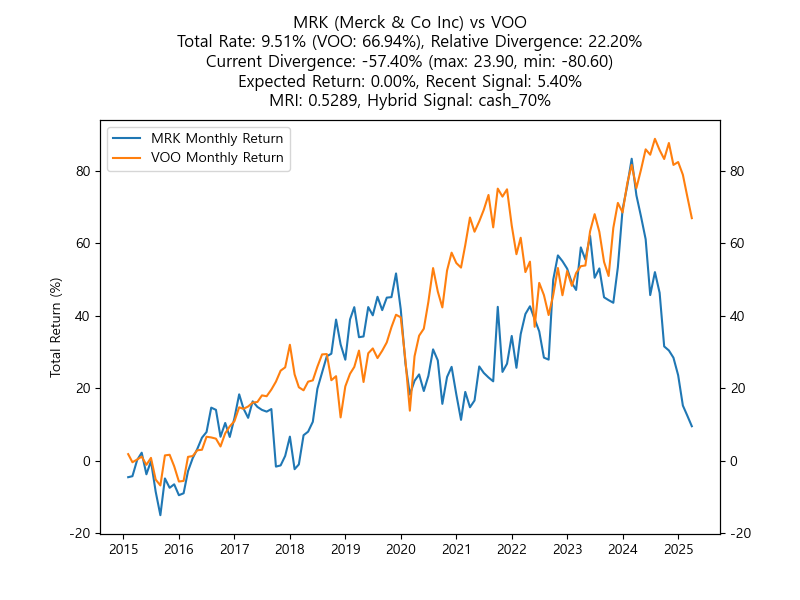 MRK (Merck & Co Inc) vs VOO
Total Rate: 9.51% (VOO: 66.94%), Relative Divergence: 22.20%
Current Divergence: -57.40% (max: 23.90, min: -80.60)
Expected Return: 0.00%, Recent Signal: 5.40%
MRI: 0.5289, Hybrid Signal: cash_70%
MRK Monthly Return
VOO Monthly Return
Total Return (%)
80 80
60 60
40 40
20 20
0 0
-20 -20
2015 2016 2017 2018 2019 2020 2021 2022 2023 2024 2025